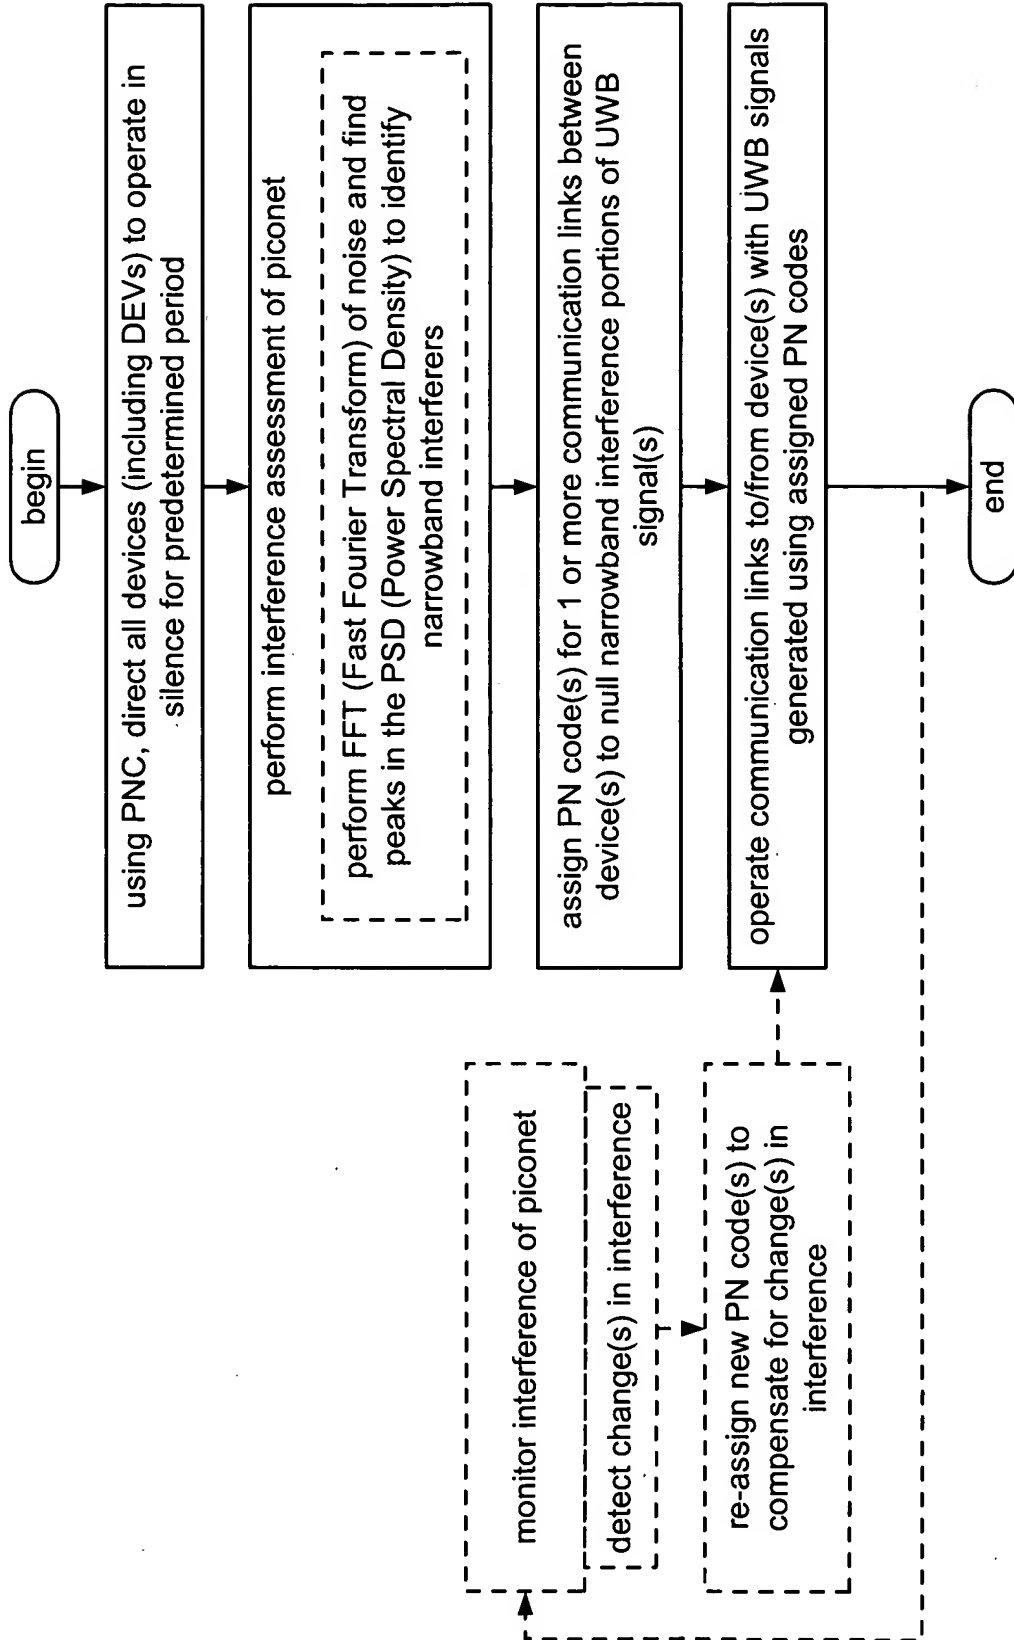 begin
using PNC, direct all devices (including DEVs) to operate in
silence for predetermined period
perform interference assessment of piconet
perform FFT (Fast Fourier Transform) of noise and find
peaks in the PSD (Power Spectral Density) to identify
narrowband interferers
assign PN code(s) for 1 or more communication links between
device(s) to null narrowband interference portions of UWB
signal(s)
operate communication links to/from device(s) with UWB signals
generated using assigned PN codes
end
monitor interference of piconet
detect change(s) in interference
re-assign new PN code(s) to
compensate for change(s) in
interference